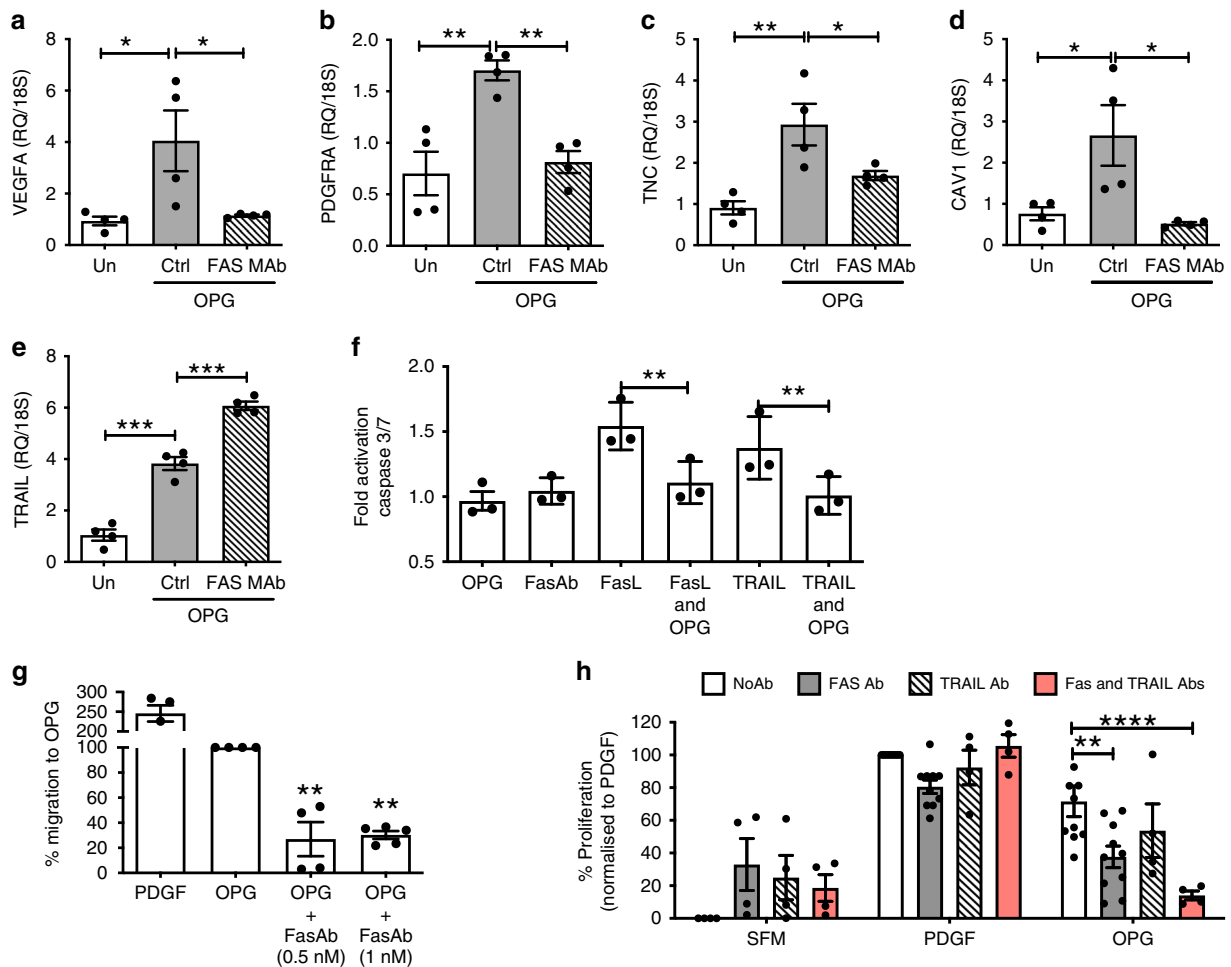 a
VEGFA (RQ/18S)
8
6
4
2
0
*
*
Un
Ctrl
FAS MAb
OPG
b
PDGFRA (RQ/18S)
2.0
1.5
1.0
0.5
0.0
**
**
Un
Ctrl
FAS MAb
OPG
c
TNC (RQ/18S)
5
4
3
2
1
0
**
*
Un
Ctrl
FAS MAb
OPG
d
CAV1 (RQ/18S)
5
4
3
2
1
0
*
*
Un
Ctrl
FAS MAb
OPG
e
TRAIL (RQ/18S)
8
6
4
2
0
***
***
Un
Ctrl
FAS MAb
OPG
f
Fold activation
caspase 3/7
2.0
1.5
1.0
0.5
**
**
OPG
FasAb
FasL
FasL
and
OPG
TRAIL
TRAIL
and
OPG
g
% migration to OPG
300
250
200
100
80
60
40
20
0
**
**
PDGF
OPG
OPG
+
FasAb
(0.5 nM)
OPG
+
FasAb
(1 nM)
h
NoAb
FAS Ab
TRAIL Ab
Fas and TRAIL Abs
% Proliferation
(normalised to PDGF)
120
100
80
60
40
20
0
****
**
SFM
PDGF
OPG